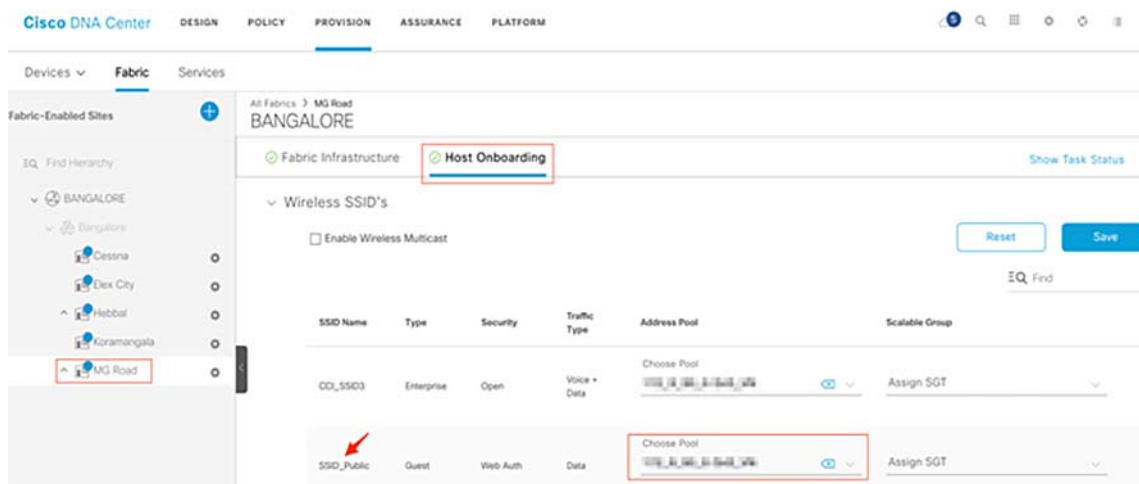 Cisco DNA Center DESIGN POLICY PROVISION ASSURANCE PLATFORM 5
Devices Fabric Services
Fabric-Enabled Sites
All Fabrics > MG Road
BANGALORE
Find Hierarchy
Fabric Infrastructure Host Onboarding Show Task Status
BANGALORE
Bangalore
Cessna
Elex City
Hebbal
Koramangala
MG Road
Wireless SSID's
Enable Wireless Multicast Reset Save
Find
SSID Name Type Security Traffic Type Address Pool Scalable Group
Choose Pool
CCI_SSID3 Enterprise Open Voice + Data Assign SGT
Choose Pool
SSID_Public Guest Web Auth Data Assign SGT